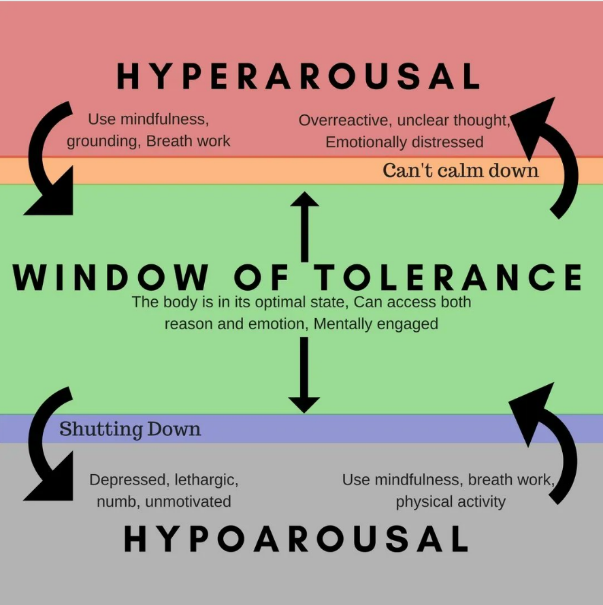 HYPERAROUSAL
Use mindfulness,
grounding, Breath work
Overreactive, unclear thought,
Emotionally distressed
Can't calm down
WINDOW OF TOLERANCE
The body is in its optimal state, Can access both
reason and emotion, Mentally engaged
Shutting Down
Depressed, lethargic,
numb, unmotivated
Use mindfulness, breath work,
physical activity
HYPOAROUSAL